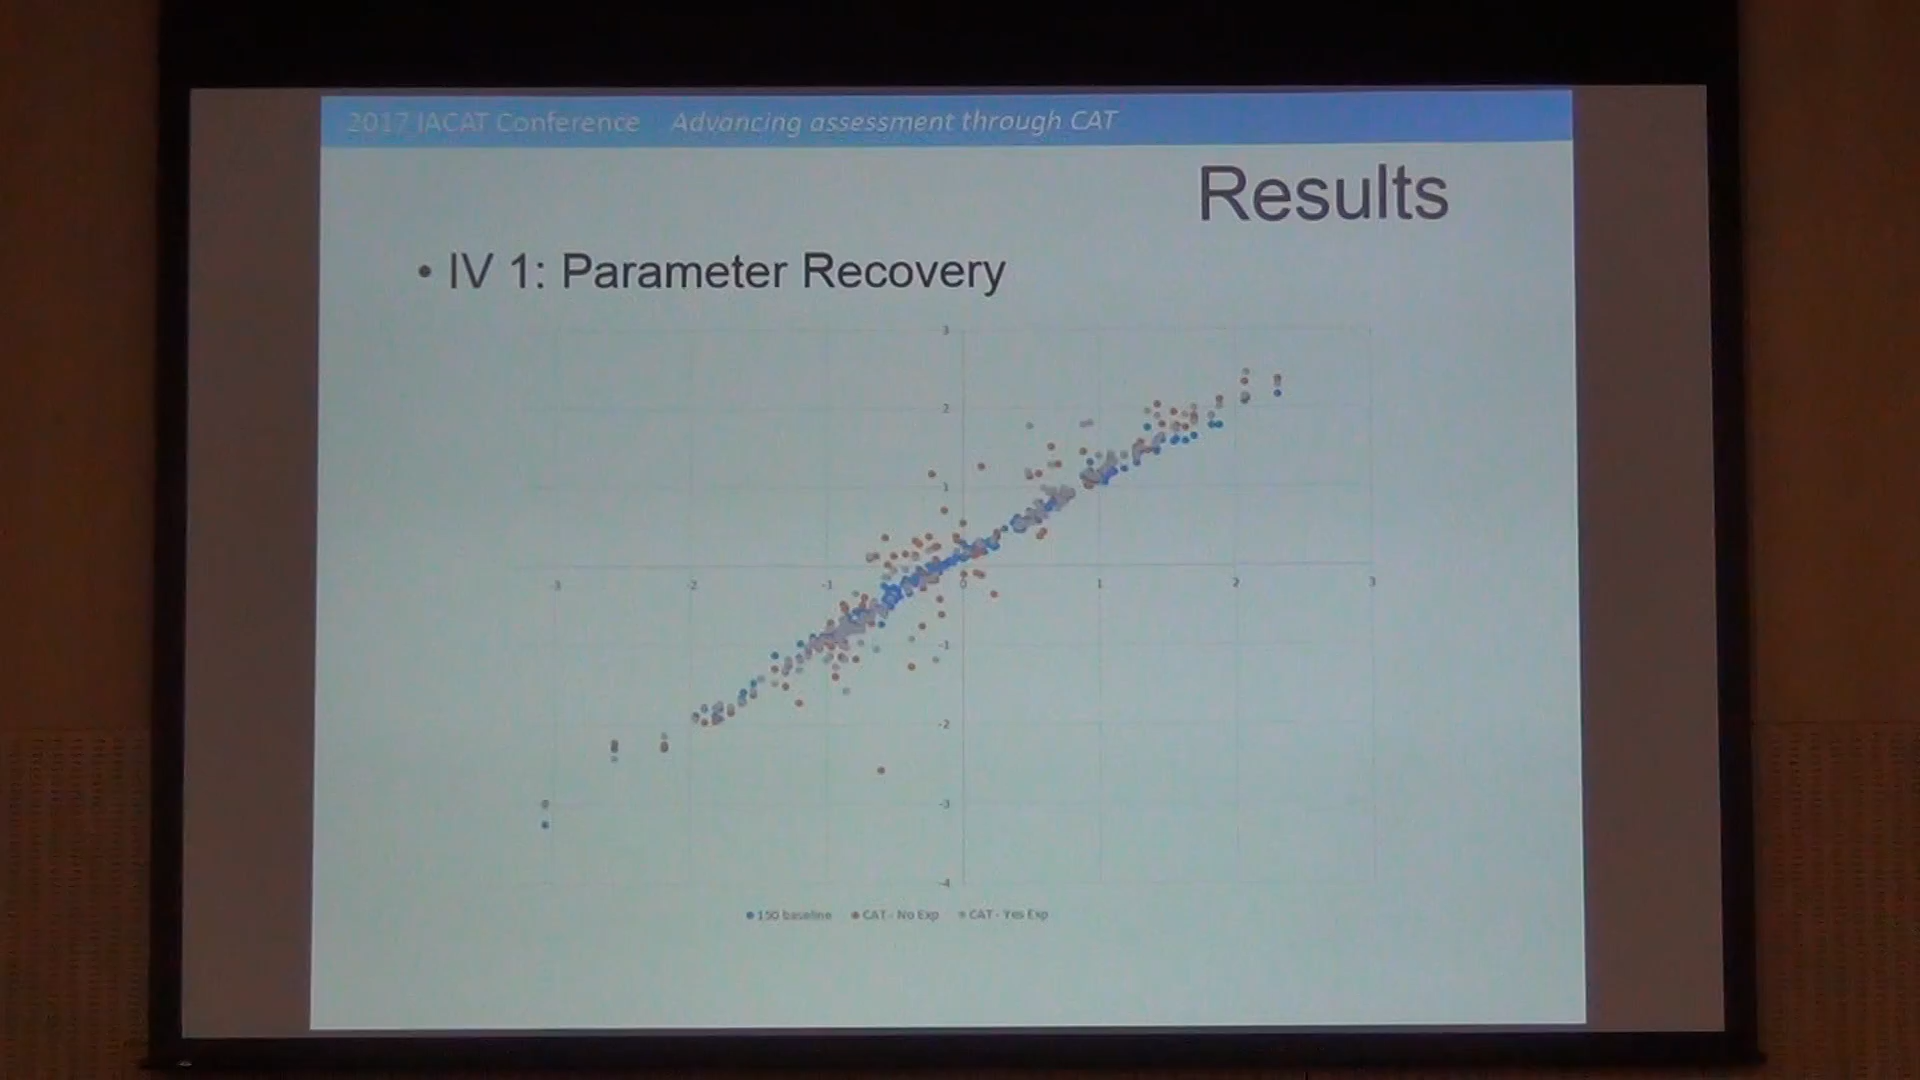 2017 IACAT Conference Advancing assessment through CAT
Results
• IV 1: Parameter Recovery
3
2
1
-3 -2 -1 0 1 2 3
-1
-2
-3
-4
150 baseline CAT - No Exp CAT - Yes Exp